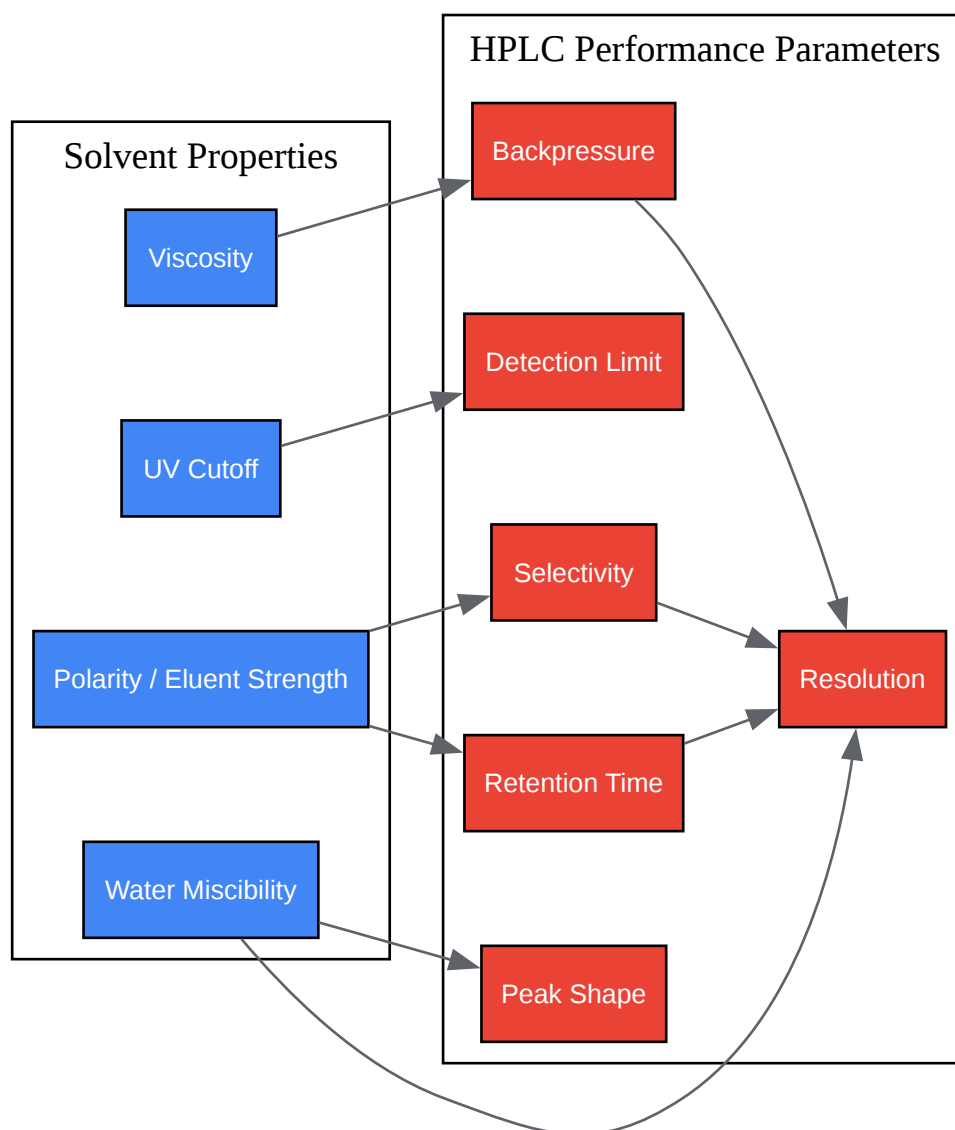 HPLC Performance Parameters
Solvent Properties
Backpressure
Viscosity
Detection Limit
UV Cutoff
Selectivity
Polarity / Eluent Strength
Resolution
Retention Time
Water Miscibility
Peak Shape